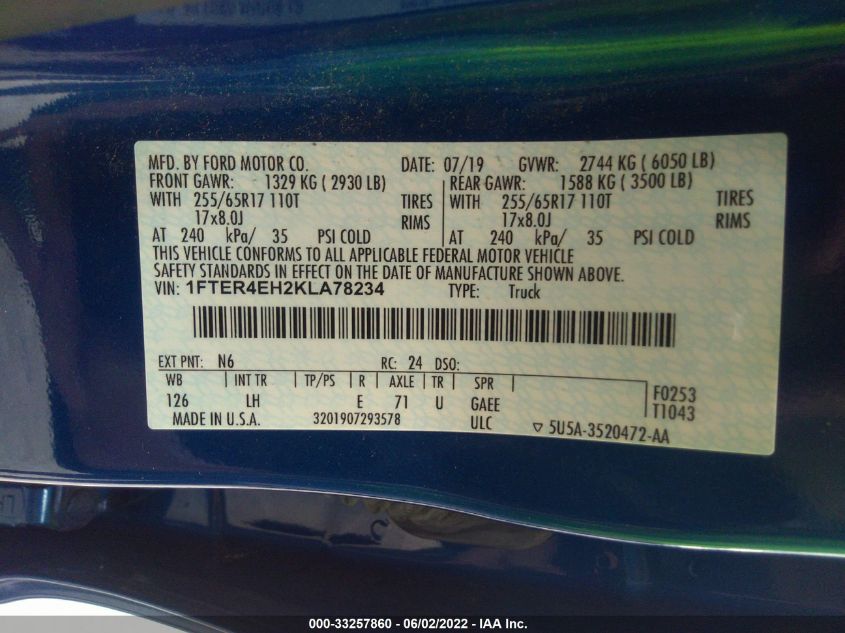 MFD. BY FORD MOTOR CO. DATE: 07/19 GVWR: 2744 KG ( 6050 LB)
FRONT GAWR: 1329 KG ( 2930 LB) REAR GAWR: 1588 KG ( 3500 LB)
WITH 255/65R17 110T TIRES WITH 255/65R17 110T TIRES
17x8.0J RIMS 17x8.0J RIMS
AT 240 kPa/ 35 PSI COLD AT 240 kPa/ 35 PSI COLD
THIS VEHICLE CONFORMS TO ALL APPLICABLE FEDERAL MOTOR VEHICLE
SAFETY STANDARDS IN EFFECT ON THE DATE OF MANUFACTURE SHOWN ABOVE.
VIN: 1FTER4EH2KLA78234 TYPE: Truck
EXT PNT: N6 RC: 24 DSO:
WB INT TR TP/PS R AXLE TR SPR F0253
126 LH E 71 U GAEE T1043
MADE IN U.S.A. 3201907293578 ULC ▽ 5U5A-3520472-AA
000-33257860 - 06/02/2022 - IAA Inc.